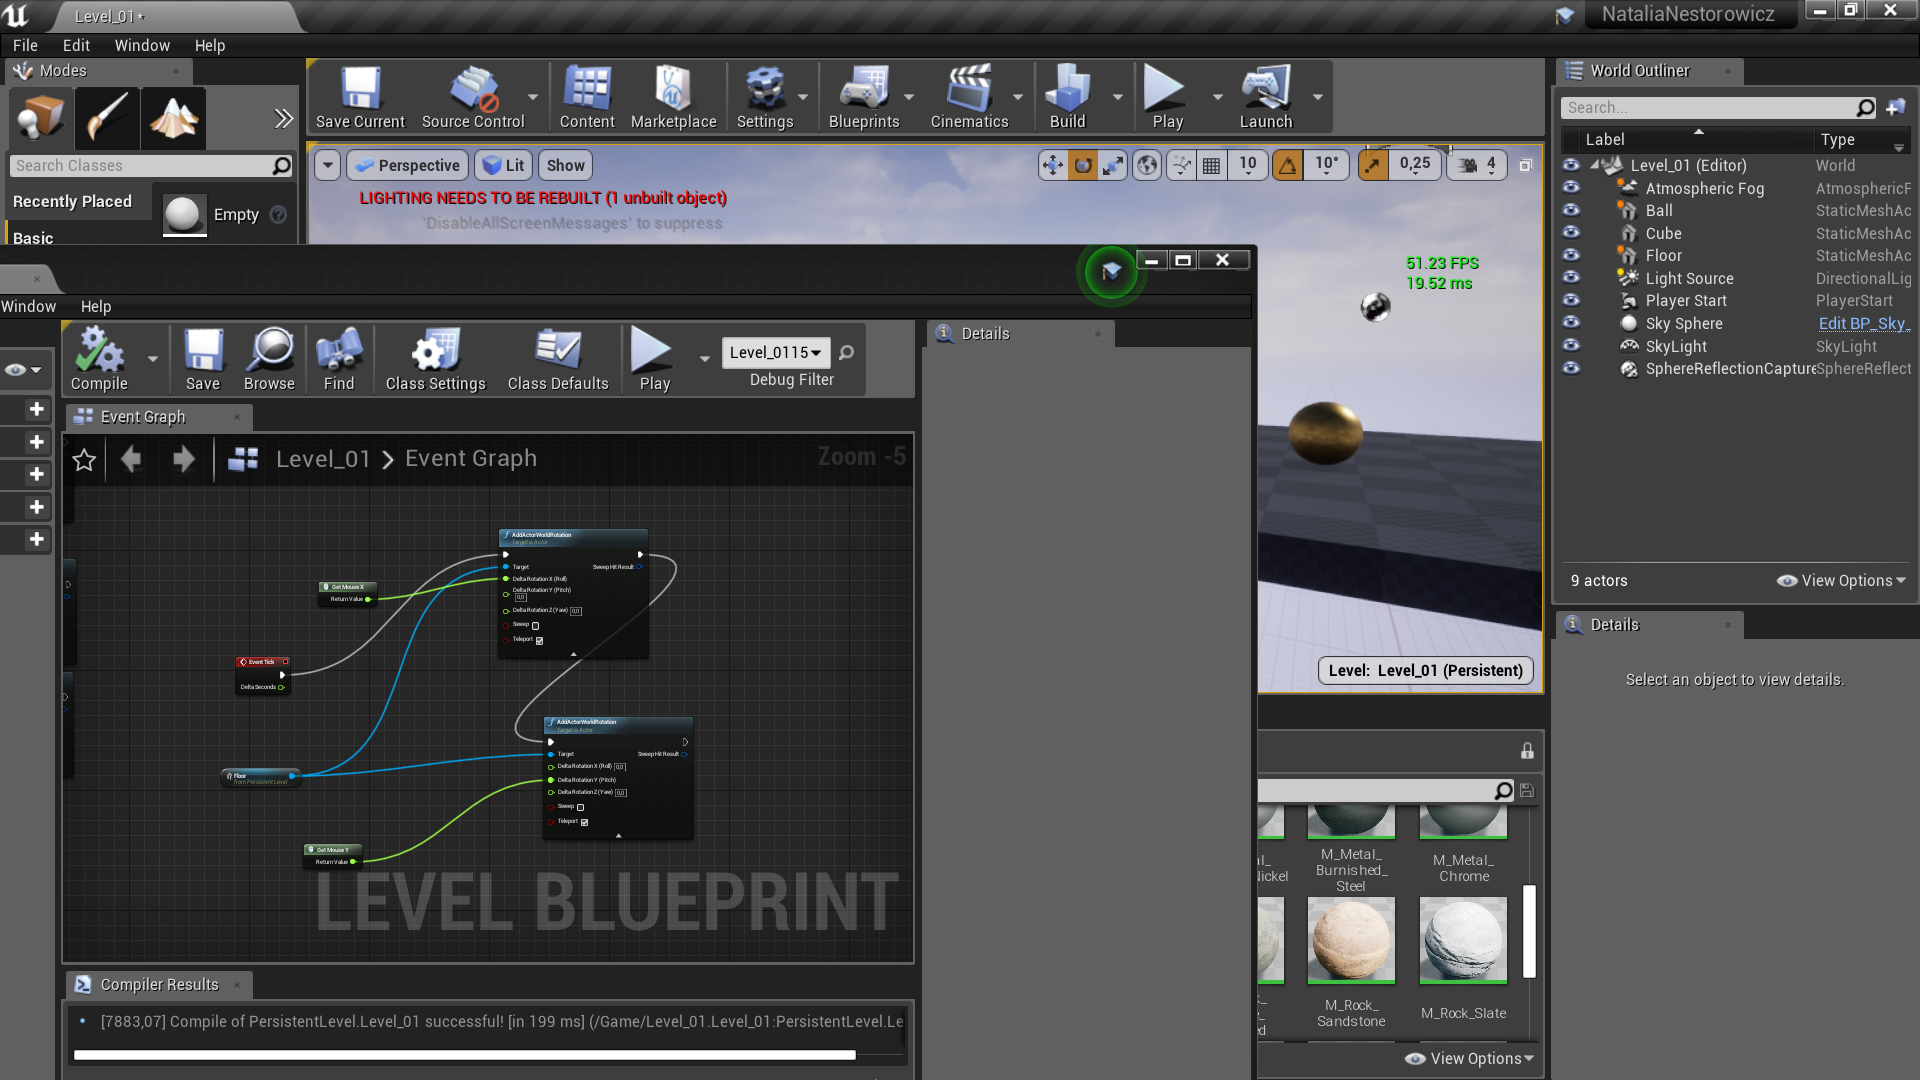 Level_01*
NataliaNestorowicz
File Edit Window Help
Modes
Search Classes
Recently Placed
Basic
Empty
Save Current
Source Control
Content
Marketplace
Settings
Blueprints
Cinematics
Build
Play
Launch
Perspective
Lit
Show
10
10°
0,25
4
LIGHTING NEEDS TO BE REBUILT (1 unbuilt object)
'DisableAllScreenMessages' to suppress
51.23 FPS
19.52 ms
Level: Level_01 (Persistent)
World Outliner
Search...
Label Type
Level_01 (Editor) World
Atmospheric Fog AtmosphericF
Ball StaticMeshAc
Cube StaticMeshAc
Floor StaticMeshAc
Light Source DirectionalLig
Player Start PlayerStart
Sky Sphere Edit BP_Sky_
SkyLight SkyLight
SphereReflectionCapture SphereReflect
9 actors
View Options
Details
Select an object to view details.
Window Help
Compile
Save
Browse
Find
Class Settings
Class Defaults
Play
Level_0115
Debug Filter
Details
Event Graph
Level_01 > Event Graph
Zoom -5
AddActorWorldRotation
Target is Actor
Target
Sweep Hit Result
Delta Rotation X (Roll)
Delta Rotation Y (Pitch)
0,0
Delta Rotation Z (Yaw) 0,0
Sweep
Teleport
Get Mouse X
Return Value
Event Tick
Delta Seconds
Floor
from Persistent Level
AddActorWorldRotation
Target is Actor
Target
Sweep Hit Result
Delta Rotation X (Roll) 0,0
Delta Rotation Y (Pitch)
Delta Rotation Z (Yaw) 0,0
Sweep
Teleport
Get Mouse Y
Return Value
LEVEL BLUEPRINT
Compiler Results
[7883,07] Compile of PersistentLevel.Level_01 successful! [in 199 ms] (/Game/Level_01.Level_01:PersistentLevel.Le
lickel
M_Metal_
Burnished_
Steel
M_Metal_
Chrome
M_Rock_
Sandstone
M_Rock_Slate
View Options